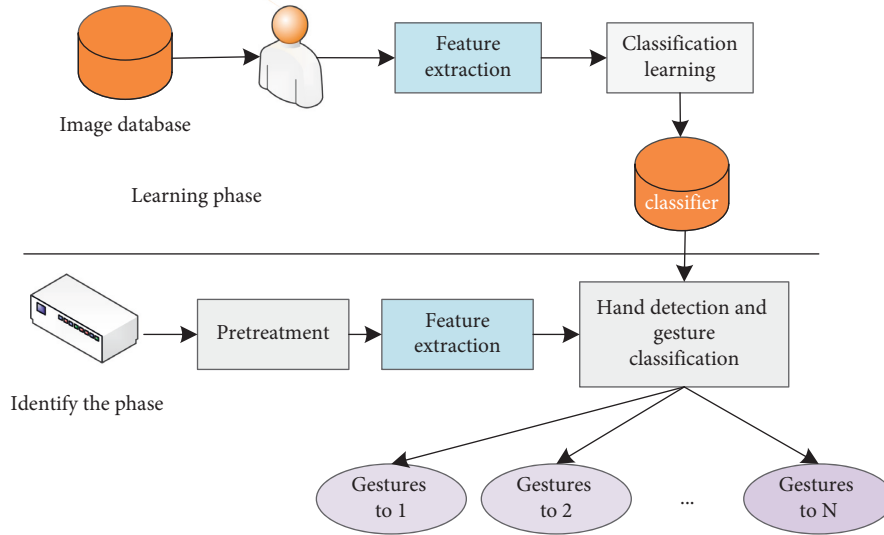 Feature
extraction
Classification
learning
Image database
Learning phase
classifier
Pretreatment
Feature
extraction
Hand detection and
gesture
classification
Identify the phase
Gestures
to 1
Gestures
to 2
...
Gestures
to N